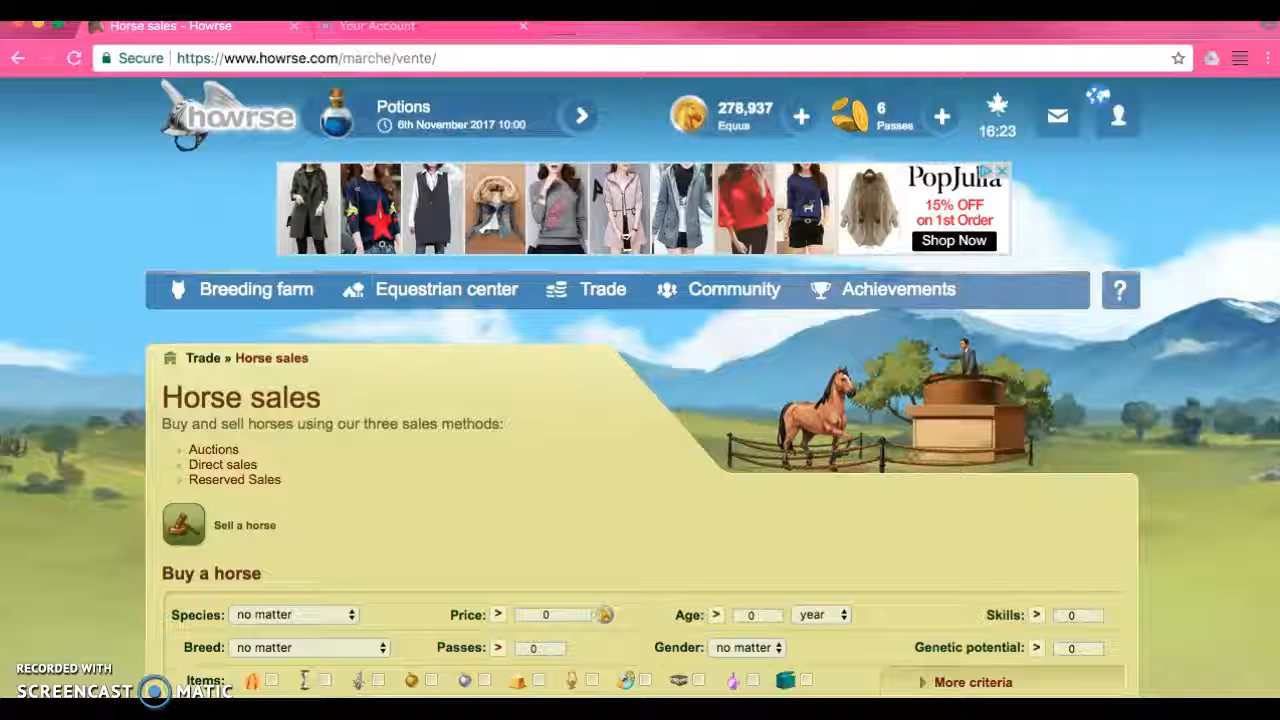 Horse sales - Howrse
Your Account
Secure https://www.howrse.com/marche/vente/
howrse
Potions
6th November 2017 10:00
278,937
Equus
6
Passes
16:23
PopJulia
15% OFF
on 1st Order
Shop Now
Breeding farm Equestrian center Trade Community Achievements ?
Trade » Horse sales
Horse sales
Buy and sell horses using our three sales methods:
Auctions
Direct sales
Reserved Sales
Sell a horse
Buy a horse
Species: no matter Price: > 0 Age: > 0 year Skills: > 0
Breed: no matter Passes: > 0 Gender: no matter Genetic potential: > 0
Items: More criteria
RECORDED WITH
SCREENCAST MATIC